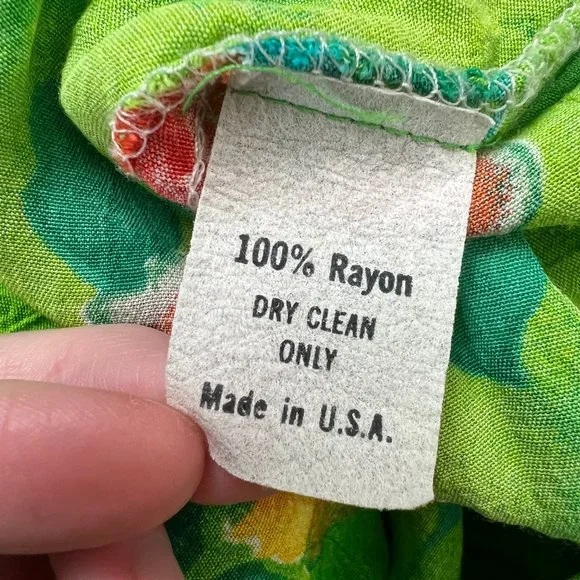 100% Rayon
DRY CLEAN
ONLY
Made in U.S.A.